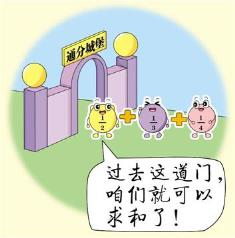 通分城堡
1/2 + 1/3 + 1/4
过去这道门,
咱们就可以
求和了!